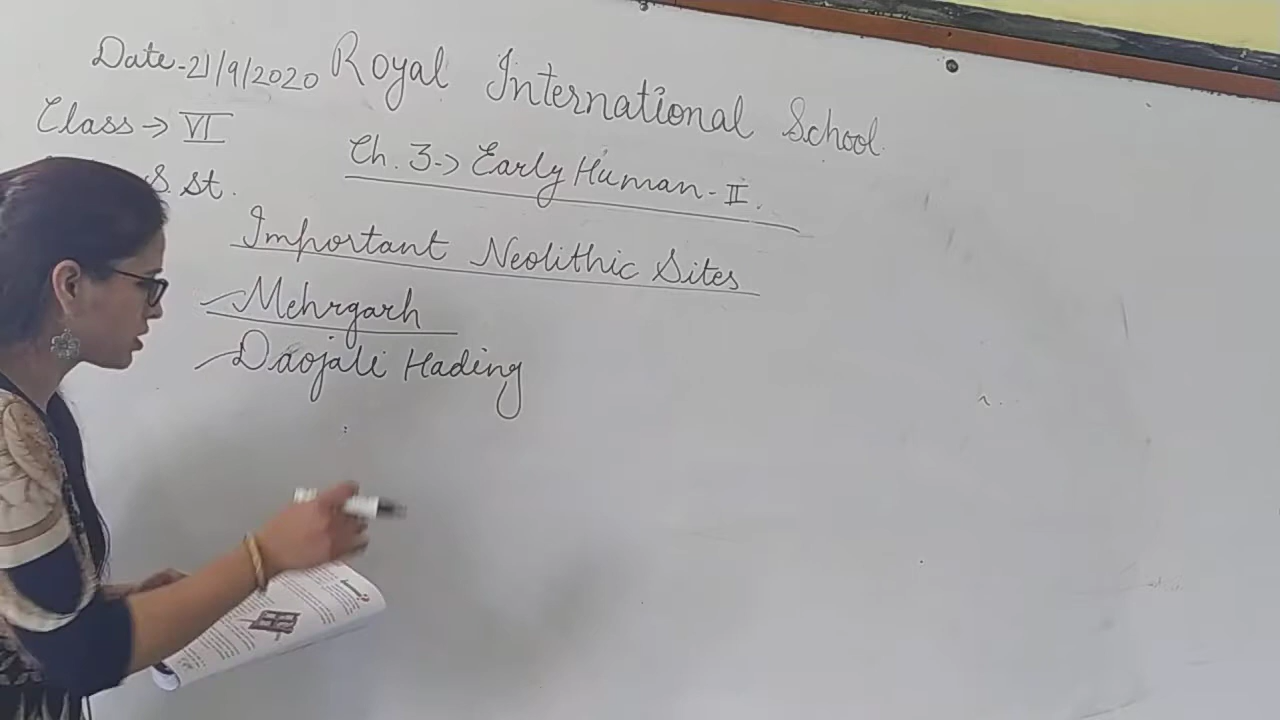 Date-21/9/2020 Royal International School
Class→ VI
Ch. 3→ Early Human-II.
S. St.
Important Neolithic Sites
Mehrgarh
Daojali Hading